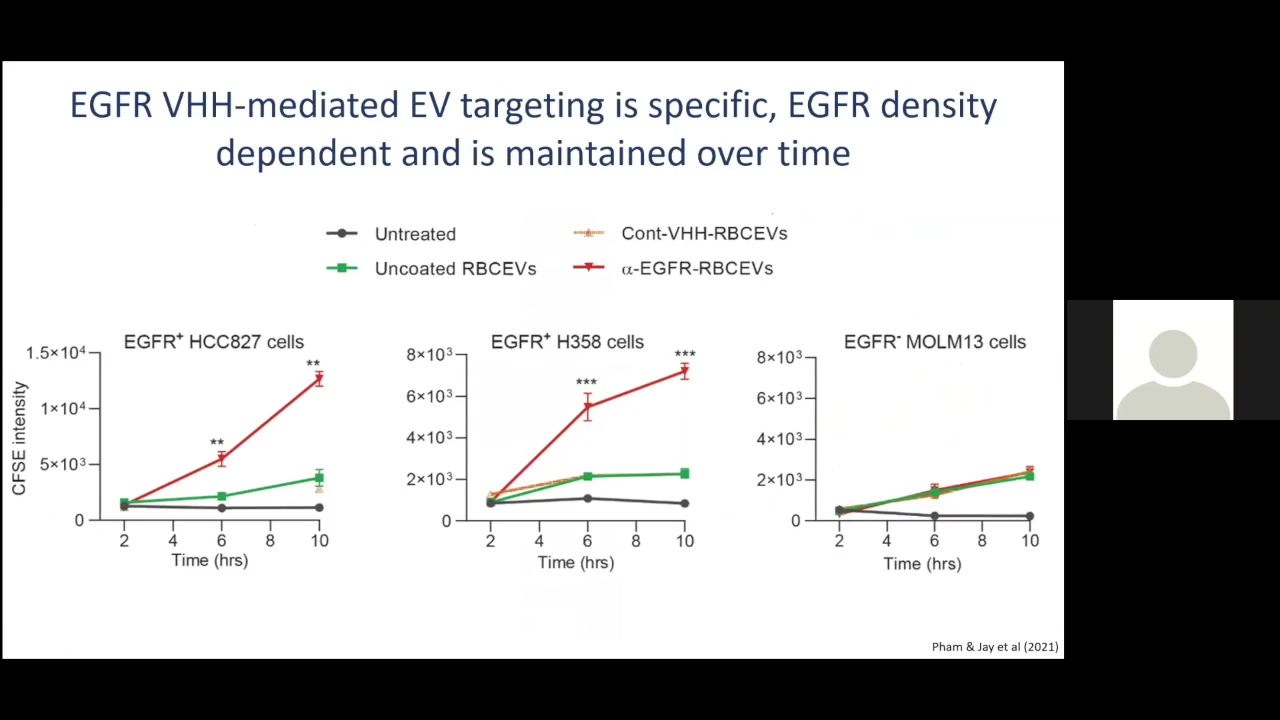 EGFR VHH-mediated EV targeting is specific, EGFR density
dependent and is maintained over time
Untreated
Cont-VHH-RBCEVs
Uncoated RBCEVs
α-EGFR-RBCEVs
EGFR⁺ HCC827 cells
CFSE intensity
1.5×10⁴
1×10⁴
5×10³
0
**
**
2 4 6 8 10
Time (hrs)
EGFR⁺ H358 cells
8×10³
6×10³
4×10³
2×10³
0
***
***
2 4 6 8 10
Time (hrs)
EGFR⁻ MOLM13 cells
8×10³
6×10³
4×10³
2×10³
0
2 4 6 8 10
Time (hrs)
Pham & Jay et al (2021)